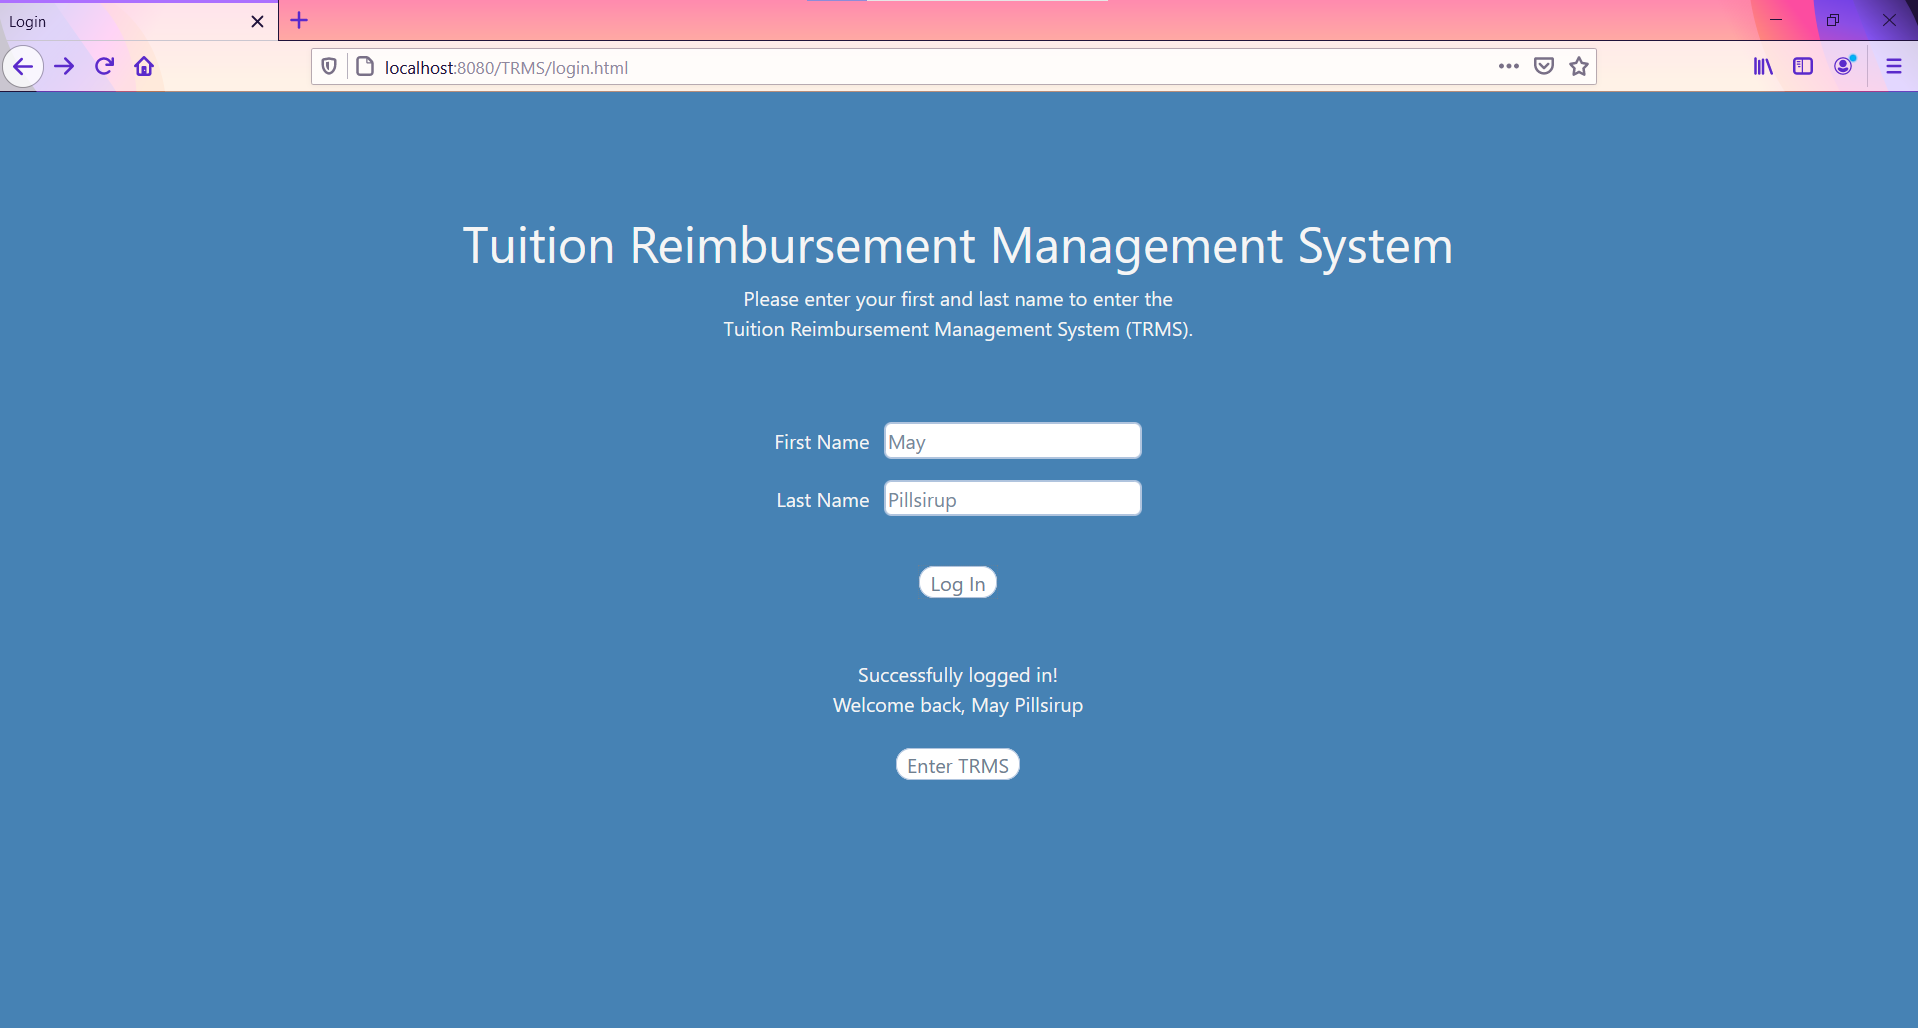 Login
localhost:8080/TRMS/login.html
Tuition Reimbursement Management System
Please enter your first and last name to enter the
Tuition Reimbursement Management System (TRMS).
First Name May
Last Name Pillsirup
Log In
Successfully logged in!
Welcome back, May Pillsirup
Enter TRMS